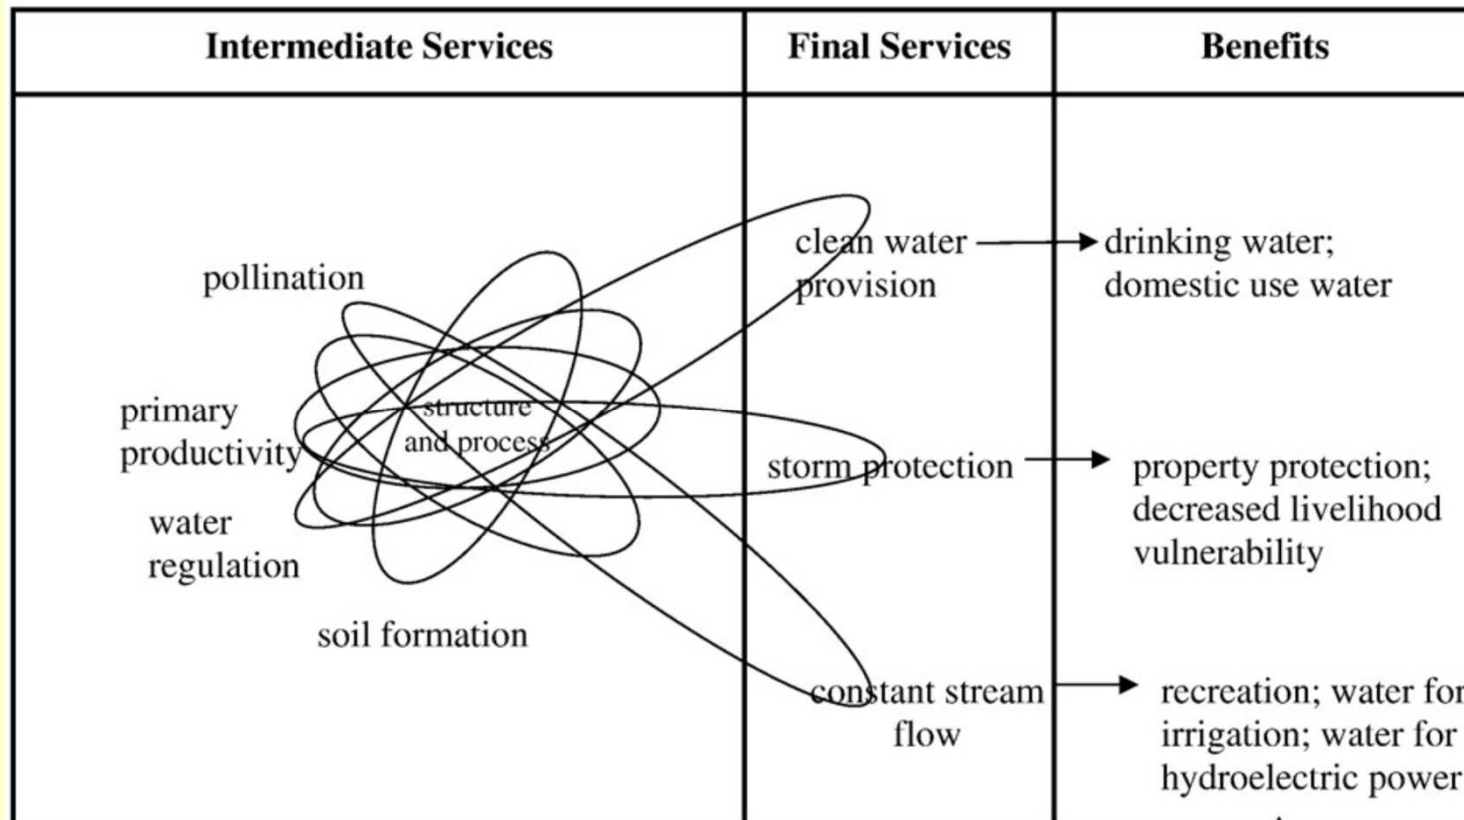 Intermediate Services
Final Services
Benefits
pollination
primary
productivity
water
regulation
soil formation
structure
and process
clean water
provision
storm protection
constant stream
flow
drinking water;
domestic use water
property protection;
decreased livelihood
vulnerability
recreation; water for
irrigation; water for
hydroelectric power